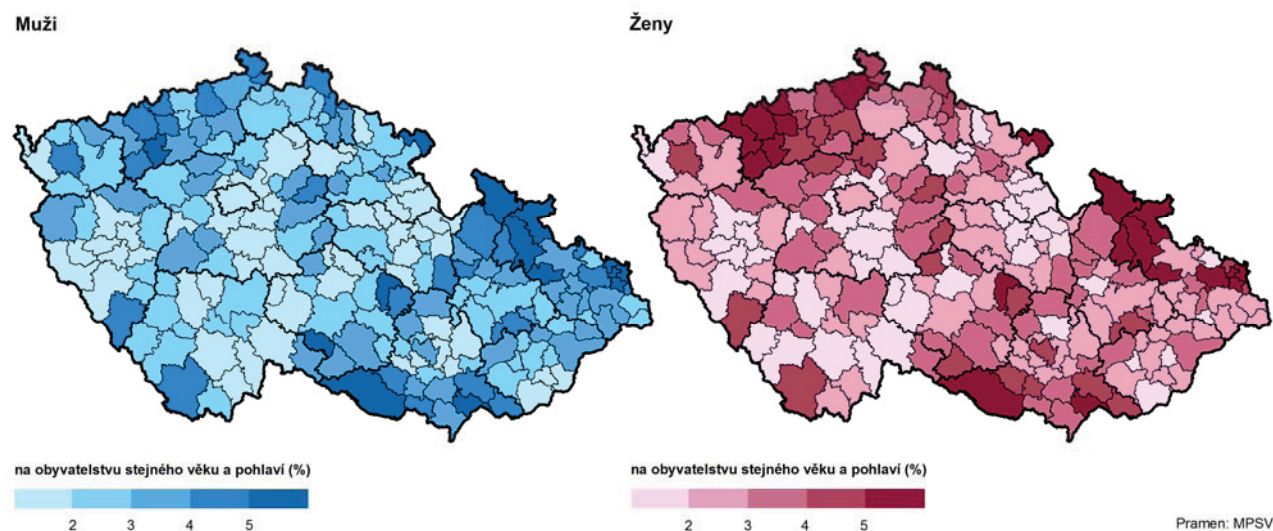 Muži
Ženy
na obyvatelstvu stejného věku a pohlaví (%)
2 3 4 5
na obyvatelstvu stejného věku a pohlaví (%)
2 3 4 5
Pramen: MPSV